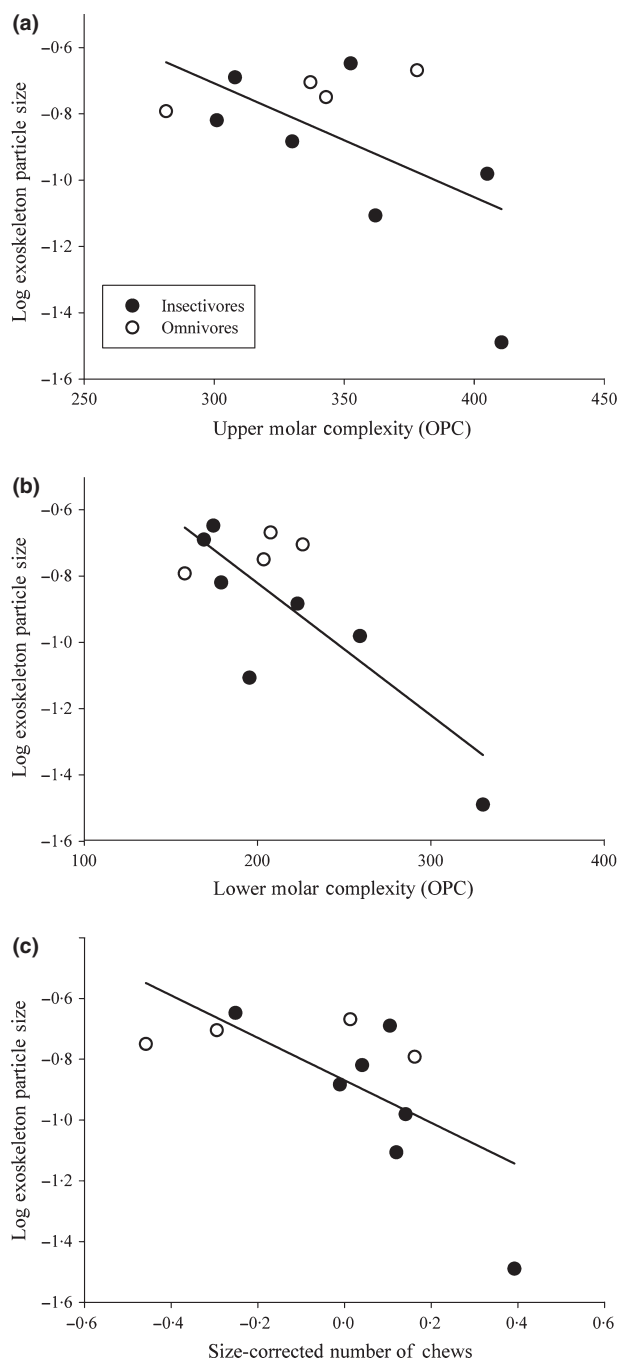 (a)
Log exoskeleton particle size
−0·6
−0·8
−1·0
−1·2
−1·4
−1·6
Insectivores
Omnivores
250 300 350 400 450
Upper molar complexity (OPC)
(b)
Log exoskeleton particle size
−0·6
−0·8
−1·0
−1·2
−1·4
−1·6
100 200 300 400
Lower molar complexity (OPC)
(c)
Log exoskeleton particle size
−0·6
−0·8
−1·0
−1·2
−1·4
−1·6
−0·6 −0·4 −0·2 0·0 0·2 0·4 0·6
Size-corrected number of chews